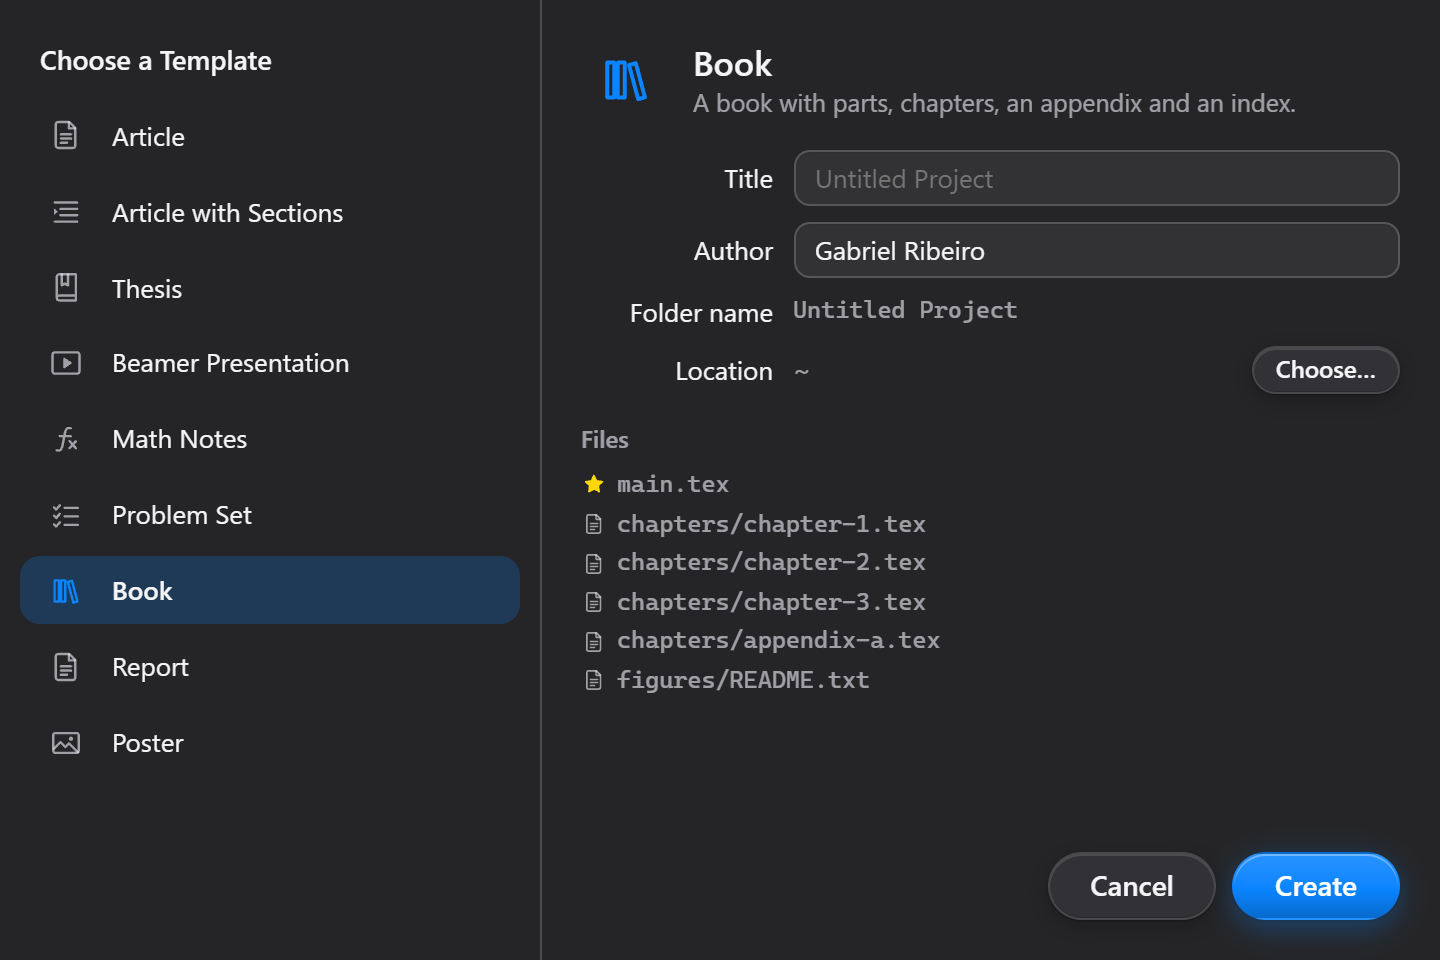 Choose a Template
Article
Article with Sections
Thesis
Beamer Presentation
Math Notes
Problem Set
Book
Report
Poster
Book
A book with parts, chapters, an appendix and an index.
Title Untitled Project
Author Gabriel Ribeiro
Folder name Untitled Project
Location ~ Choose...
Files
main.tex
chapters/chapter-1.tex
chapters/chapter-2.tex
chapters/chapter-3.tex
chapters/appendix-a.tex
figures/README.txt
Cancel Create